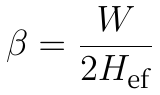 β = W / 2H_ef